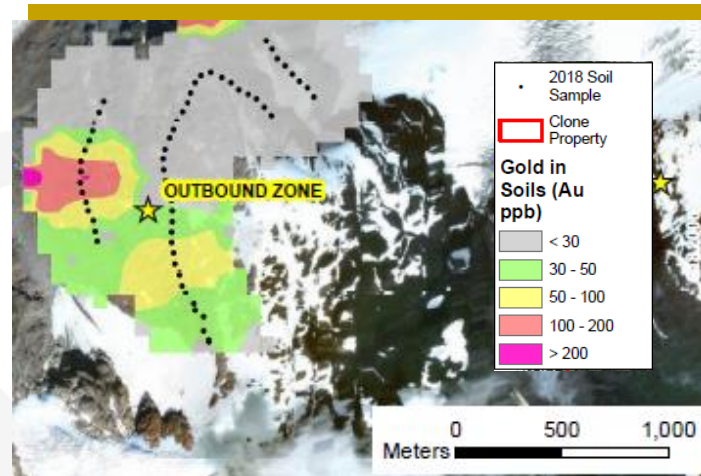 OUTBOUND ZONE
2018 Soil
Sample
Clone
Property
Gold in
Soils (Au
ppb)
< 30
30 - 50
50 - 100
100 - 200
> 200
0 500 1,000
Meters